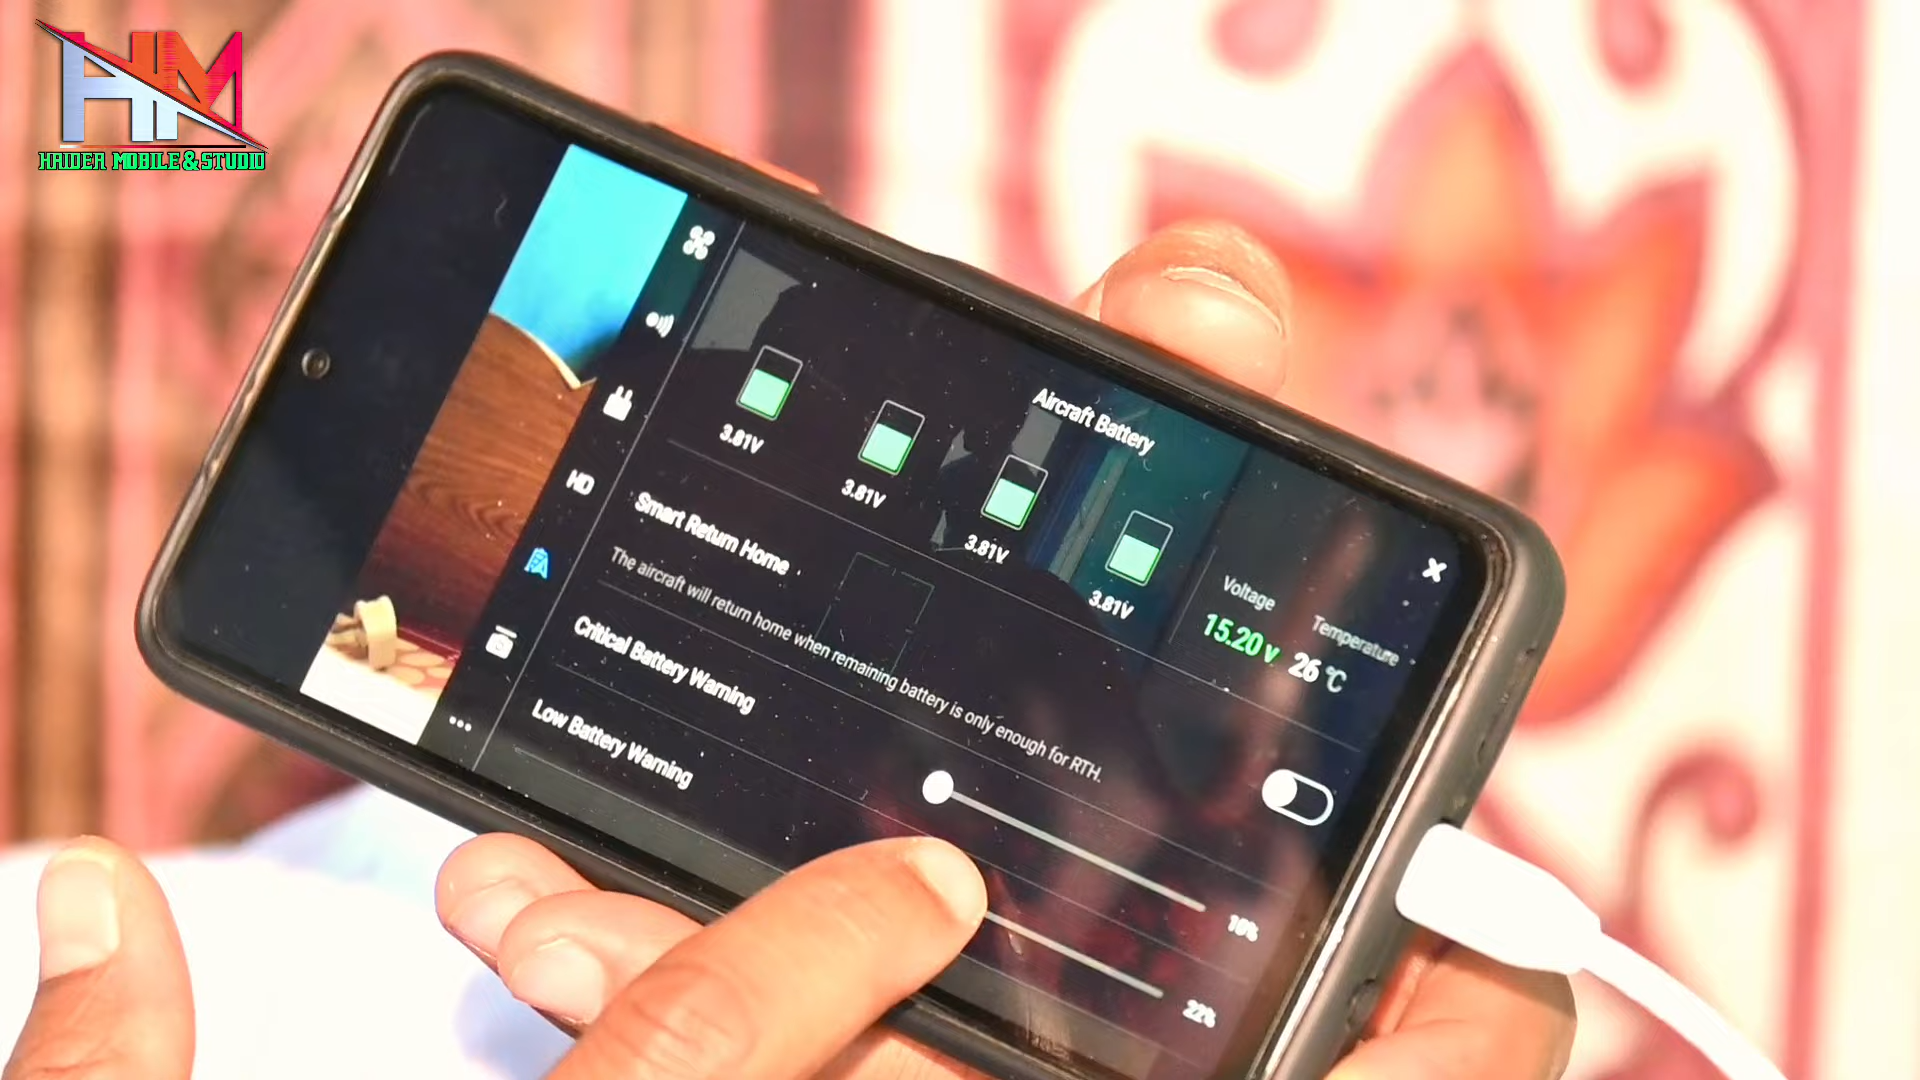 HM
HAIDER MOBILE & STUDIO
Aircraft Battery
3.81V
3.81V
3.81V
3.81V
Voltage
15.20 V
Temperature
26 °C
HD
Smart Return Home
The aircraft will return home when remaining battery is only enough for RTH.
Critical Battery Warning
10%
Low Battery Warning
22%